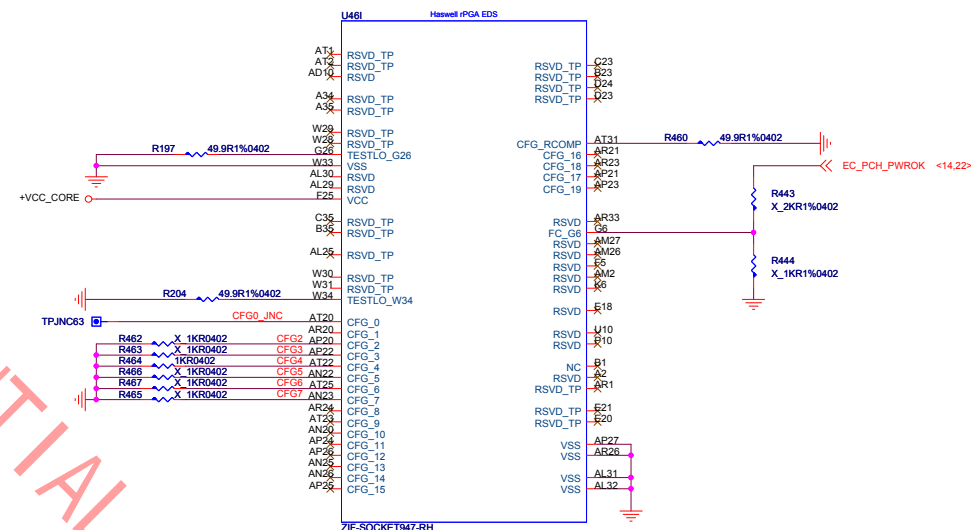 U46I
Haswell rPGA EDS
AT1 RSVD_TP
AT2 RSVD_TP
AD10 RSVD
A34 RSVD_TP
A35 RSVD_TP
W29 RSVD_TP
W28 RSVD_TP
R197 49.9R1%0402 G26 TESTLO_G26
W33 VSS
AL30 RSVD
AL29 RSVD
+VCC_CORE F25 VCC
C35 RSVD_TP
B35 RSVD_TP
AL25 RSVD_TP
W30 RSVD_TP
W31 RSVD_TP
R204 49.9R1%0402 W34 TESTLO_W34
TPJNC63 CFG0_JNC AT20 CFG_0
AR20 CFG_1
R462 X_1KR0402 CFG2 AP20 CFG_2
R463 X_1KR0402 CFG3 AP22 CFG_3
R464 1KR0402 CFG4 AT22 CFG_4
R466 X_1KR0402 CFG5 AN22 CFG_5
R467 X_1KR0402 CFG6 AT25 CFG_6
R465 X_1KR0402 CFG7 AN23 CFG_7
AR24 CFG_8
AT23 CFG_9
AN20 CFG_10
AP24 CFG_11
AP26 CFG_12
AN25 CFG_13
AN26 CFG_14
AP25 CFG_15
RSVD_TP C23
RSVD_TP B23
RSVD_TP D24
RSVD_TP D23
CFG_RCOMP AT31 R460 49.9R1%0402
CFG_16 AR21
CFG_18 AR23
CFG_17 AP21
CFG_19 AP23
EC_PCH_PWROK <14,22>
R443
X_2KR1%0402
RSVD AR33
FC_G6 G6
RSVD AM27
RSVD AM26
RSVD F5
RSVD AM2
RSVD K6
R444
X_1KR1%0402
RSVD E18
RSVD U10
RSVD P10
NC B1
RSVD A2
RSVD_TP AR1
RSVD_TP E21
RSVD_TP E20
VSS AP27
VSS AR26
VSS AL31
VSS AL32
ZIF-SOCKET947-RH
NTIAL